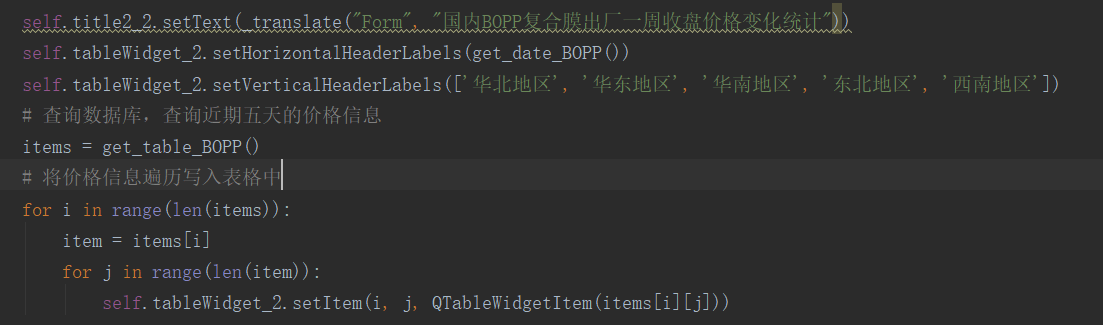 self.title2_2.setText(_translate("Form", "国内BOPP复合膜出厂一周收盘价格变化统计"))
self.tableWidget_2.setHorizontalHeaderLabels(get_date_BOPP())
self.tableWidget_2.setVerticalHeaderLabels(['华北地区', '华东地区', '华南地区', '东北地区', '西南地区'])
# 查询数据库，查询近期五天的价格信息
items = get_table_BOPP()
# 将价格信息遍历写入表格中
for i in range(len(items)):
    item = items[i]
    for j in range(len(item)):
        self.tableWidget_2.setItem(i, j, QTableWidgetItem(items[i][j]))